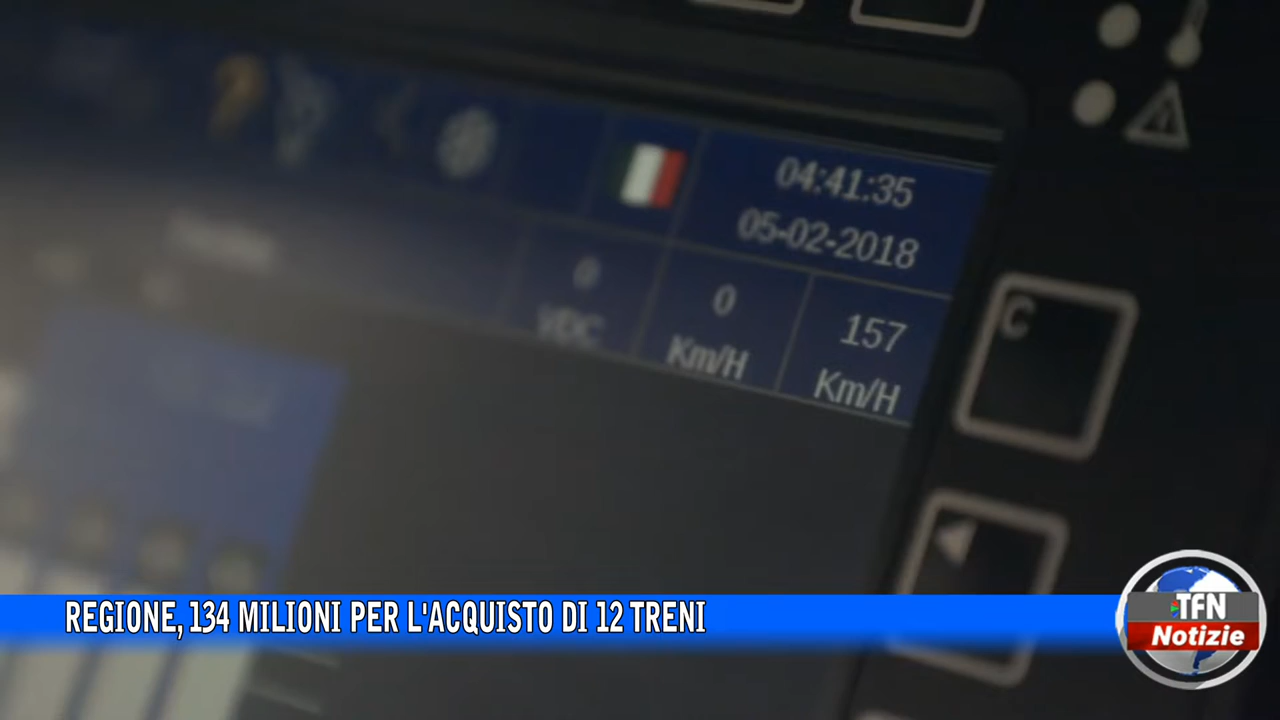 04:41:35
05-02-2018
0
VDC
0
Km/H
157
Km/H
C
REGIONE, 134 MILIONI PER L'ACQUISTO DI 12 TRENI
TFN
Notizie